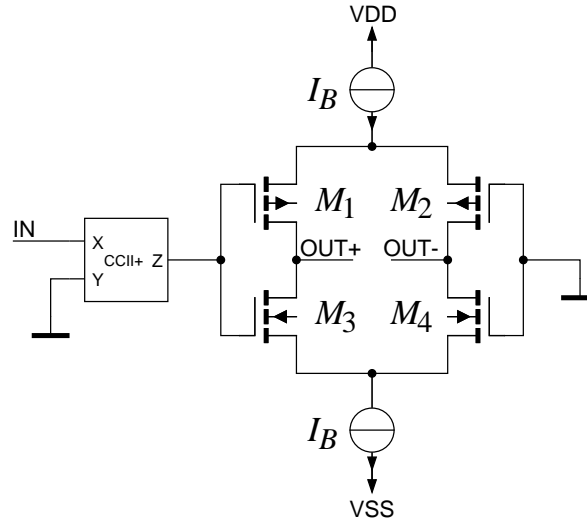 VDD
I_B
M_1 M_2
IN
X
CCII+ Z
Y
OUT+ OUT-
M_3 M_4
I_B
VSS